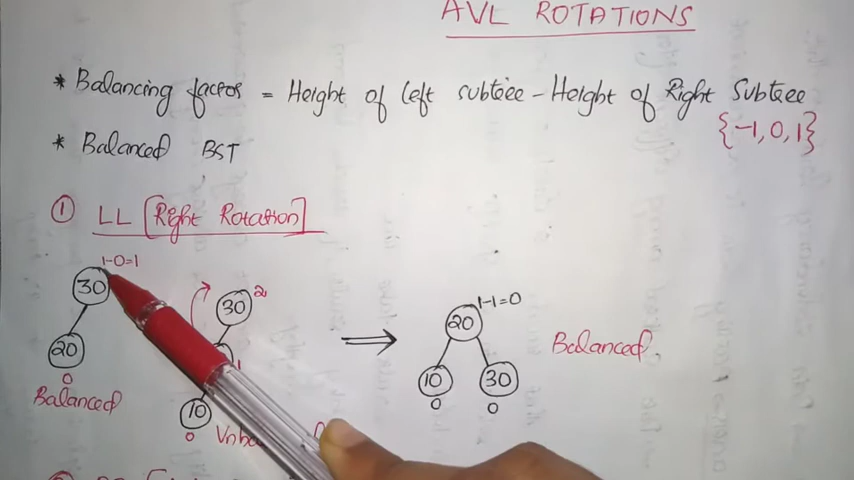 AVL ROTATIONS
* Balancing factor = Height of left subtree - Height of Right Subtree
{-1, 0, 1}
* Balanced BST
① LL [Right Rotation]
1-0=1
30
20
0
Balanced
30 2
1
10
0
1-1=0
20
10 30
0 0
Balanced.